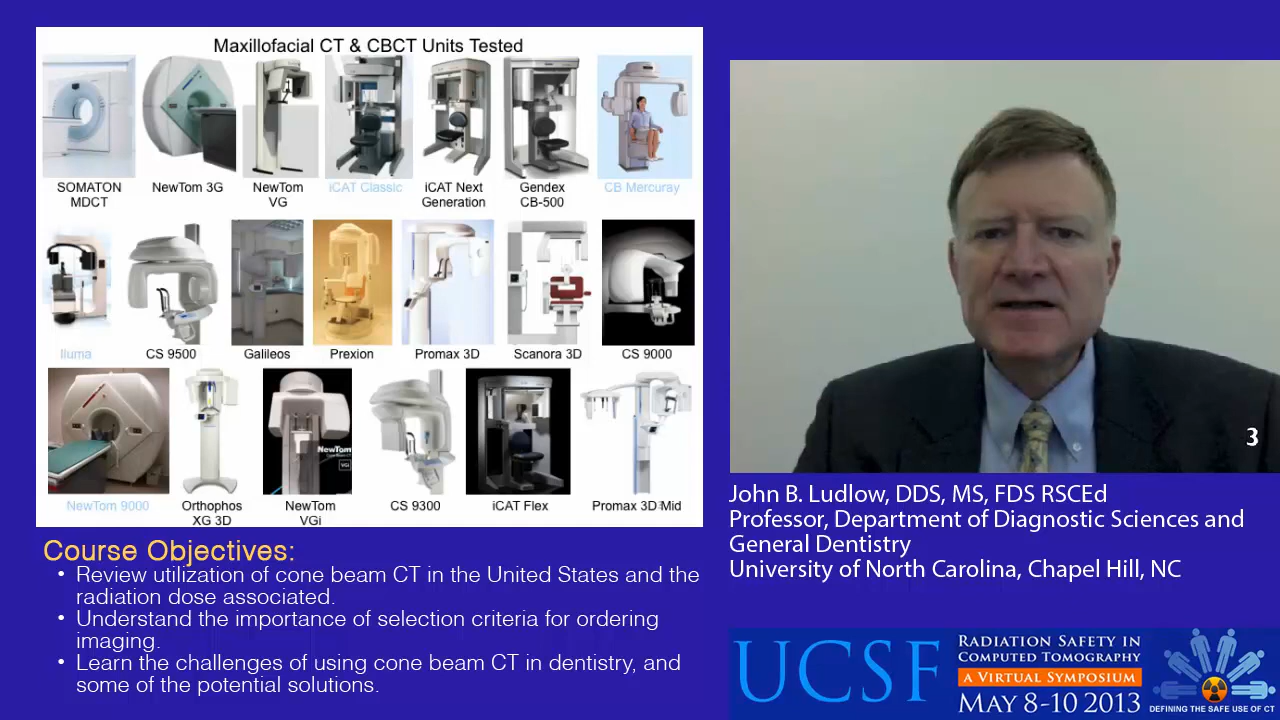 Maxillofacial CT & CBCT Units Tested
SOMATON
MDCT
NewTom 3G
NewTom
VG
iCAT Classic
iCAT Next
Generation
Gendex
CB-500
CB Mercuray
Iluma
CS 9500
Galileos
Prexion
Promax 3D
Scanora 3D
CS 9000
NewTom
VGi
NewTom 9000
Orthophos
XG 3D
NewTom
VGi
CS 9300
iCAT Flex
Promax 3D Mid
Course Objectives:
• Review utilization of cone beam CT in the United States and the
radiation dose associated.
• Understand the importance of selection criteria for ordering
imaging.
• Learn the challenges of using cone beam CT in dentistry, and
some of the potential solutions.
3
John B. Ludlow, DDS, MS, FDS RSCEd
Professor, Department of Diagnostic Sciences and
General Dentistry
University of North Carolina, Chapel Hill, NC
UCSF
RADIATION SAFETY IN
COMPUTED TOMOGRAPHY
A VIRTUAL SYMPOSIUM
MAY 8-10 2013
DEFINING THE SAFE USE OF CT